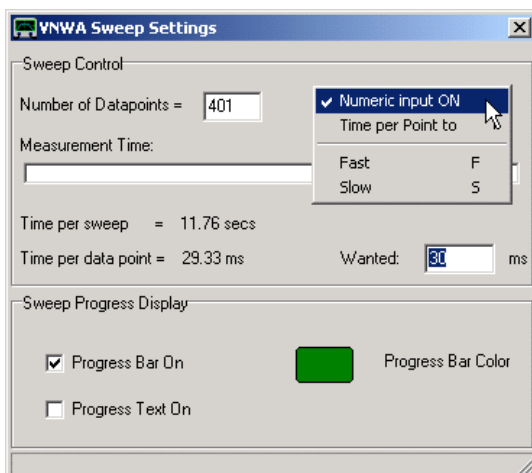 VNWA Sweep Settings
Sweep Control
Number of Datapoints = 401
Numeric input ON
Time per Point to
Fast F
Slow S
Measurement Time:
Time per sweep = 11.76 secs
Time per data point = 29.33 ms
Wanted: 30 ms
Sweep Progress Display
Progress Bar On
Progress Bar Color
Progress Text On